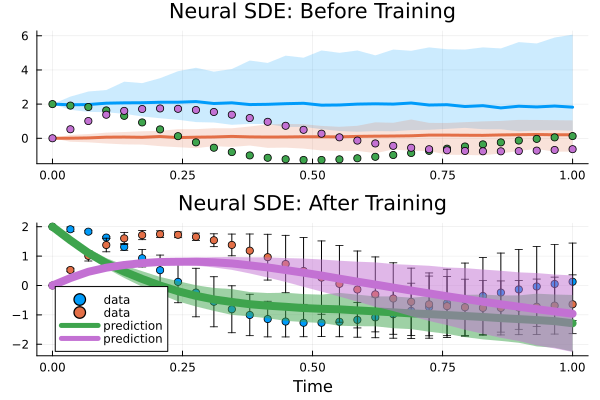 Neural SDE: Before Training
6
4
2
0
0.00 0.25 0.50 0.75 1.00
Neural SDE: After Training
2
1
0
−1
−2
data
data
prediction
prediction
0.00 0.25 0.50 0.75 1.00
Time